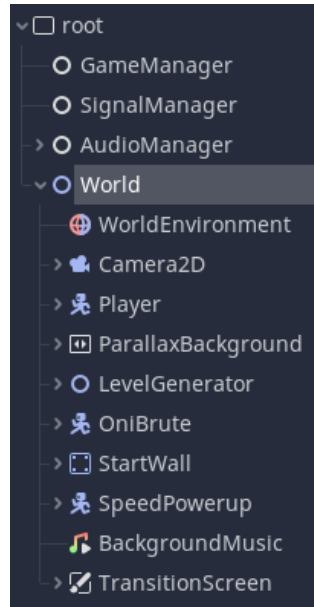 root
GameManager
SignalManager
AudioManager
World
WorldEnvironment
Camera2D
Player
ParallaxBackground
LevelGenerator
OniBrute
StartWall
SpeedPowerup
BackgroundMusic
TransitionScreen